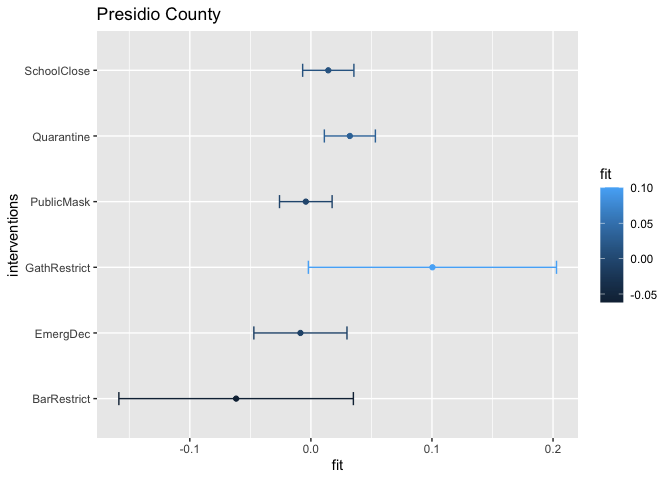 Presidio County
SchoolClose
Quarantine
PublicMask
GathRestrict
EmergDec
BarRestrict
interventions
-0.1 0.0 0.1 0.2
fit
fit
0.10
0.05
0.00
-0.05